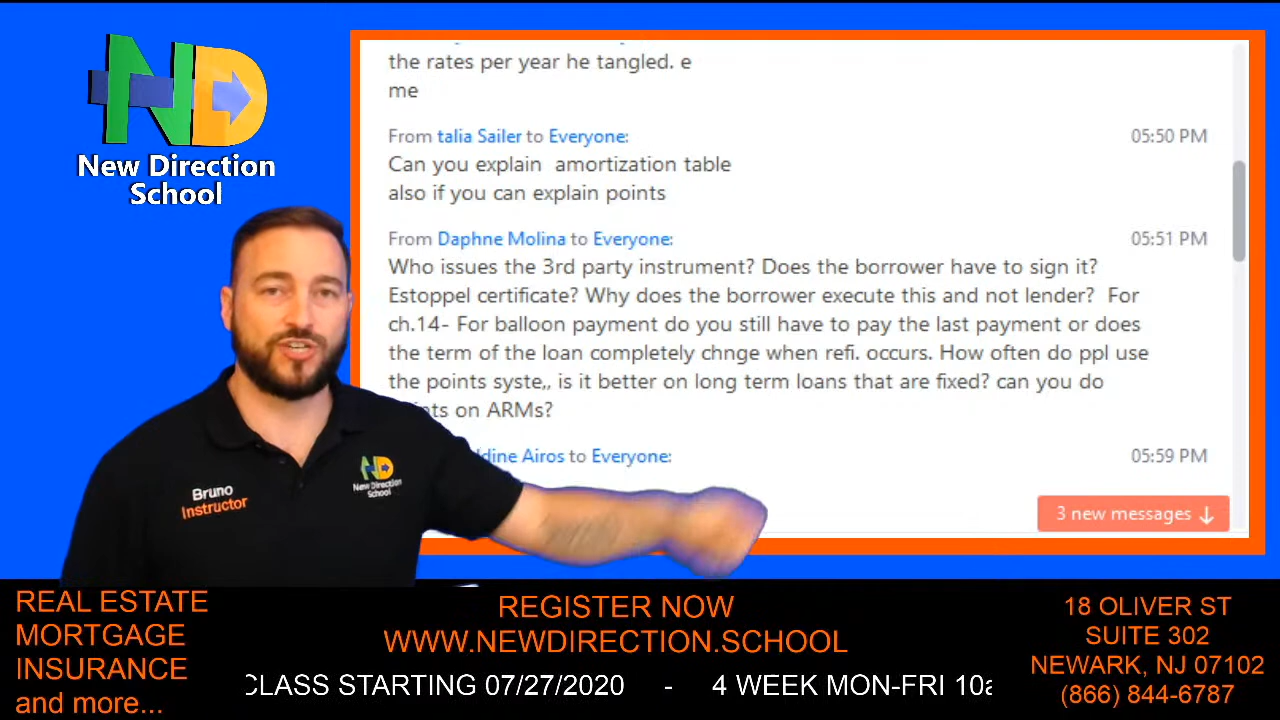 ND
New Direction
School
the rates per year he tangled. e
me
From talia Sailer to Everyone: 05:50 PM
Can you explain amortization table
also if you can explain points
From Daphne Molina to Everyone: 05:51 PM
Who issues the 3rd party instrument? Does the borrower have to sign it?
Estoppel certificate? Why does the borrower execute this and not lender? For
ch.14- For balloon payment do you still have to pay the last payment or does
the term of the loan completely chnge when refi. occurs. How often do ppl use
the points syste,, is it better on long term loans that are fixed? can you do
on ARMs?
Airos to Everyone: 05:59 PM
3 new messages ↓
Bruno
Instructor
ND
New Direction
School
REAL ESTATE
MORTGAGE
INSURANCE
and more...
REGISTER NOW
WWW.NEWDIRECTION.SCHOOL
CLASS STARTING 07/27/2020 - 4 WEEK MON-FRI 10a
18 OLIVER ST
SUITE 302
NEWARK, NJ 07102
(866) 844-6787